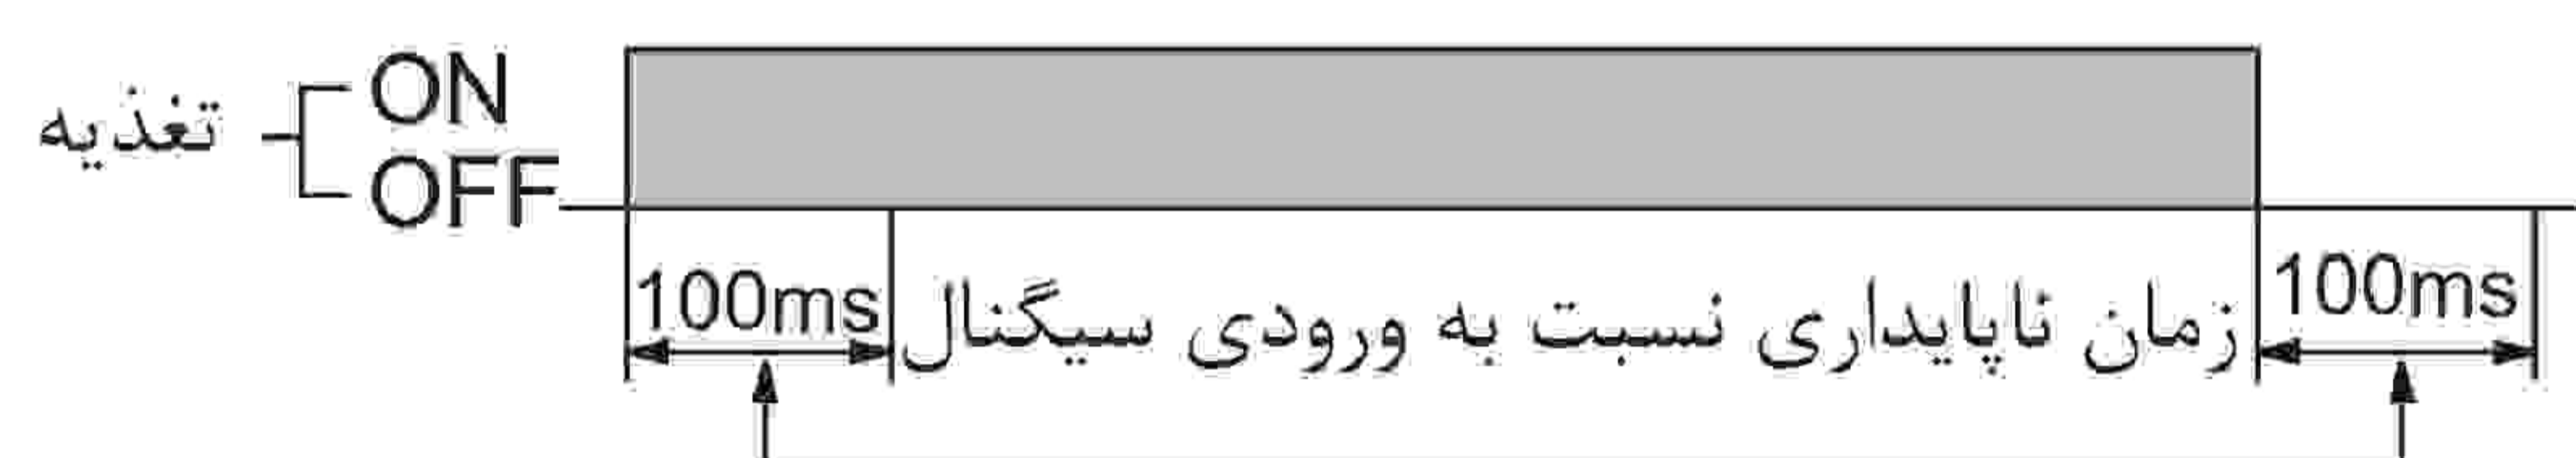 ON
تغذیه
OFF
100ms
زمان ناپایداری نسبت به ورودی سیگنال
100ms